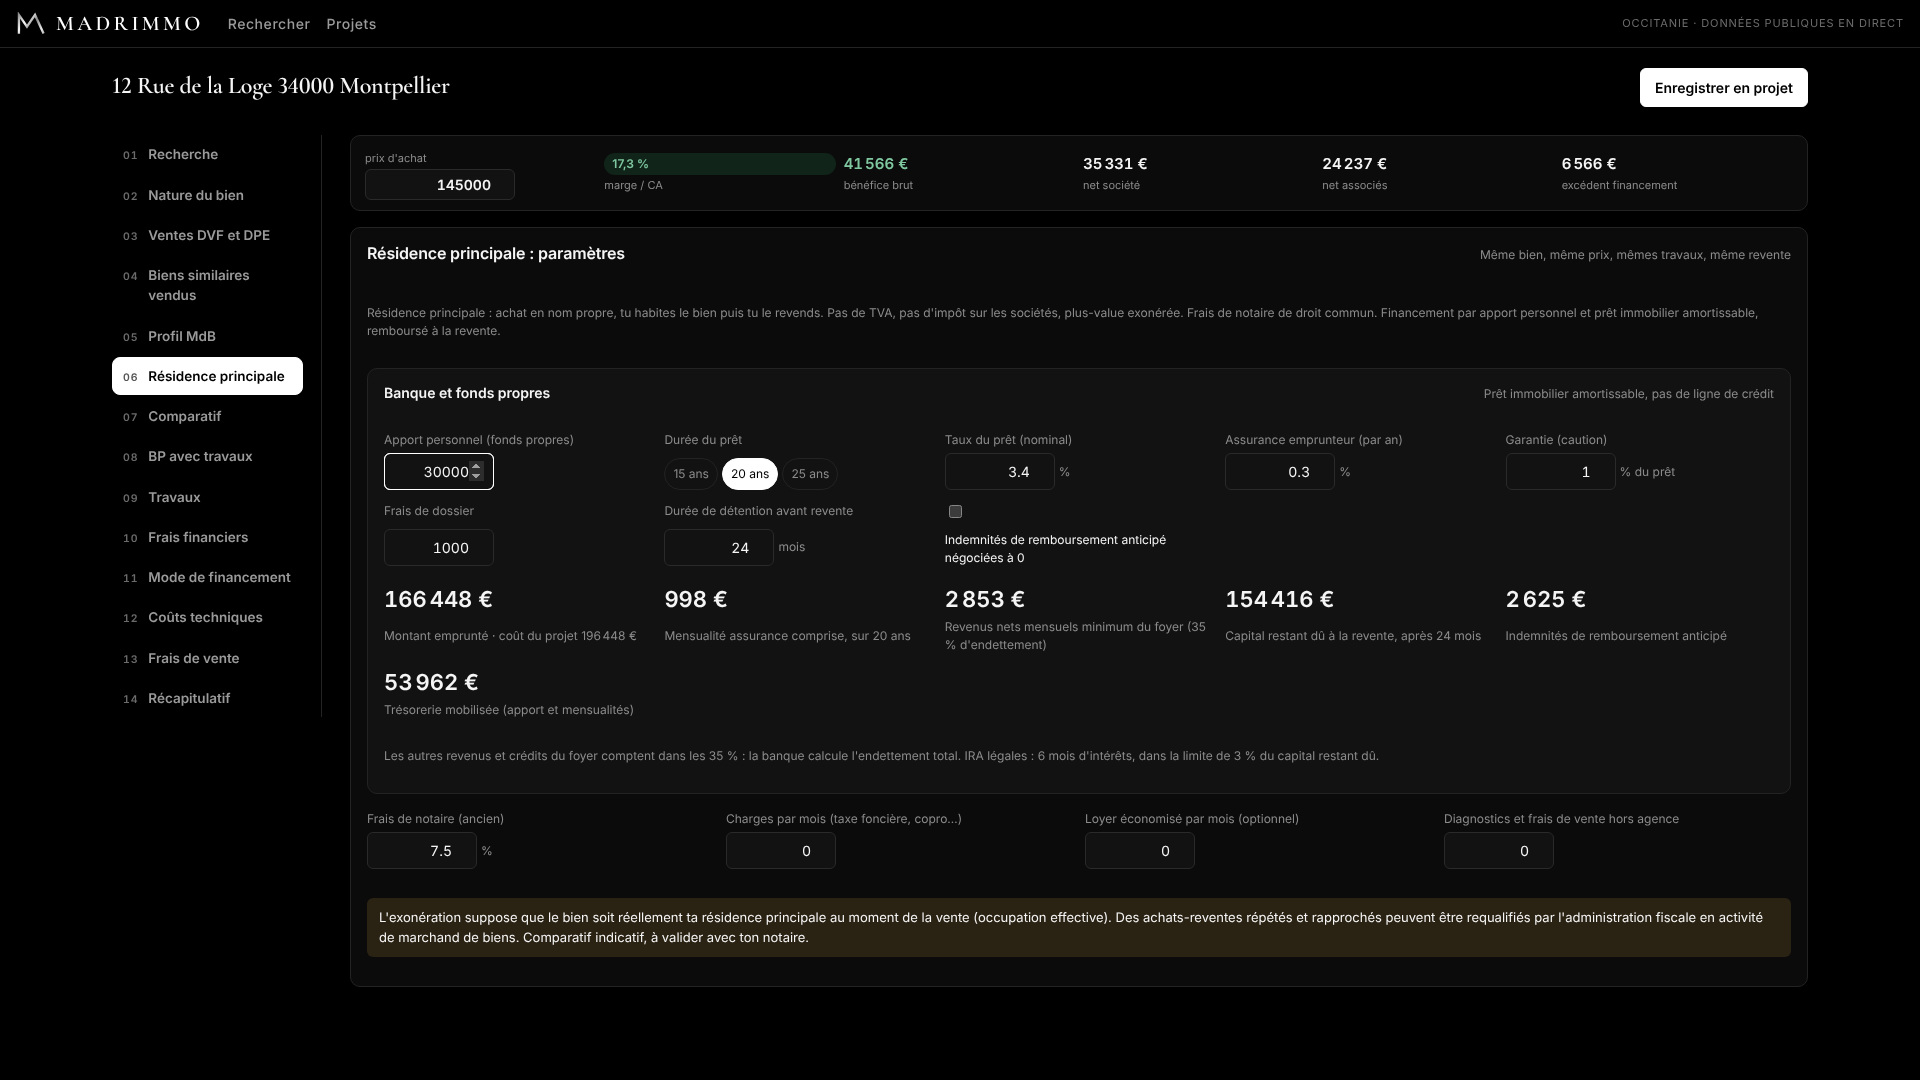 MADRIMMO
Rechercher
Projets
OCCITANIE · DONNÉES PUBLIQUES EN DIRECT
12 Rue de la Loge 34000 Montpellier
Enregistrer en projet
01 Recherche
02 Nature du bien
03 Ventes DVF et DPE
04 Biens similaires
vendus
05 Profil MdB
06 Résidence principale
07 Comparatif
08 BP avec travaux
09 Travaux
10 Frais financiers
11 Mode de financement
12 Coûts techniques
13 Frais de vente
14 Récapitulatif
prix d'achat
145000
17,3 %
marge / CA
41 566 €
bénéfice brut
35 331 €
net société
24 237 €
net associés
6 566 €
excédent financement
Résidence principale : paramètres
Même bien, même prix, mêmes travaux, même revente
Résidence principale : achat en nom propre, tu habites le bien puis tu le revends. Pas de TVA, pas d'impôt sur les sociétés, plus-value exonérée. Frais de notaire de droit commun. Financement par apport personnel et prêt immobilier amortissable,
remboursé à la revente.
Banque et fonds propres
Prêt immobilier amortissable, pas de ligne de crédit
Apport personnel (fonds propres)
30000
Durée du prêt
15 ans
20 ans
25 ans
Taux du prêt (nominal)
3.4 %
Assurance emprunteur (par an)
0.3 %
Garantie (caution)
1 % du prêt
Frais de dossier
1000
Durée de détention avant revente
24 mois
Indemnités de remboursement anticipé
négociées à 0
166 448 €
Montant emprunté · coût du projet 196 448 €
998 €
Mensualité assurance comprise, sur 20 ans
2 853 €
Revenus nets mensuels minimum du foyer (35
% d'endettement)
154 416 €
Capital restant dû à la revente, après 24 mois
2 625 €
Indemnités de remboursement anticipé
53 962 €
Trésorerie mobilisée (apport et mensualités)
Les autres revenus et crédits du foyer comptent dans les 35 % : la banque calcule l'endettement total. IRA légales : 6 mois d'intérêts, dans la limite de 3 % du capital restant dû.
Frais de notaire (ancien)
7.5 %
Charges par mois (taxe foncière, copro…)
0
Loyer économisé par mois (optionnel)
0
Diagnostics et frais de vente hors agence
0
L'exonération suppose que le bien soit réellement ta résidence principale au moment de la vente (occupation effective). Des achats-reventes répétés et rapprochés peuvent être requalifiés par l'administration fiscale en activité
de marchand de biens. Comparatif indicatif, à valider avec ton notaire.